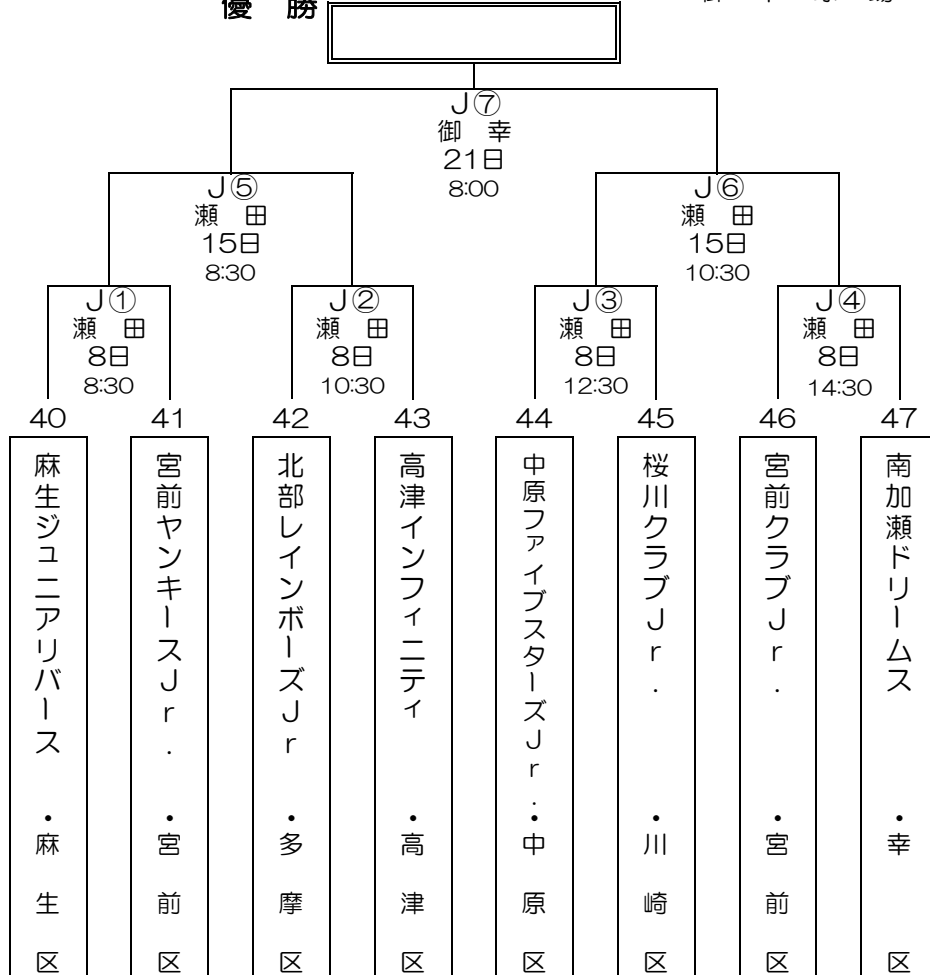 優 勝
J⑦
御 幸
21日
8:00
J⑤
瀬 田
15日
8:30
J⑥
瀬 田
15日
10:30
J①
瀬 田
8日
8:30
J②
瀬 田
8日
10:30
J③
瀬 田
8日
12:30
J④
瀬 田
8日
14:30
40
41
42
43
44
45
46
47
麻生ジュニアリバース ・麻生区
宮前ヤンキースJr. ・宮前区
北部レインボーズJr ・多摩区
高津インフィニティ ・高津区
中原ファイブスターズJr.・中原区
桜川クラブJr. ・川崎区
宮前クラブJr. ・宮前区
南加瀬ドリームス ・幸区